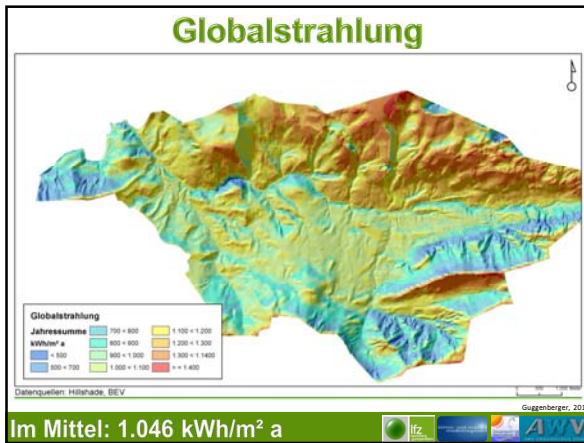 Globalstrahlung
Globalstrahlung
Jahressumme
kWh/m² a
< 500
500 < 700
700 < 800
800 < 900
900 < 1.000
1.000 < 1.100
1.100 < 1.200
1.200 < 1.300
1.300 < 1.1400
> = 1.400
Datenquellen: Hillshade, BEV
Guggenberger, 201
Im Mittel: 1.046 kWh/m² a
lfz
AWV